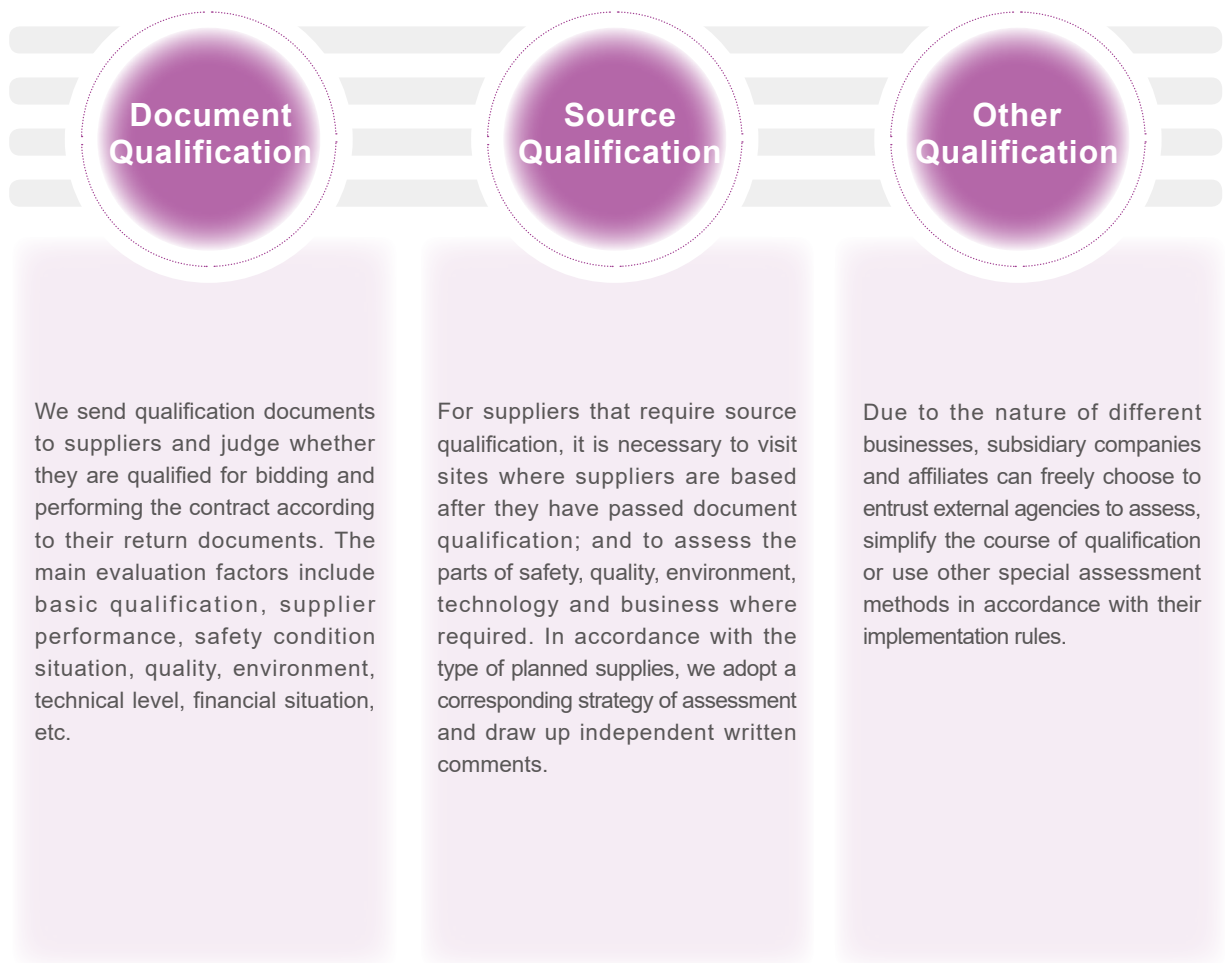 Document
Qualification
We send qualification documents
to suppliers and judge whether
they are qualified for bidding and
performing the contract according
to their return documents. The
main evaluation factors include
basic qualification, supplier
performance, safety condition
situation, quality, environment,
technical level, financial situation,
etc.
Source
Qualification
For suppliers that require source
qualification, it is necessary to visit
sites where suppliers are based
after they have passed document
qualification; and to assess the
parts of safety, quality, environment,
technology and business where
required. In accordance with the
type of planned supplies, we adopt a
corresponding strategy of assessment
and draw up independent written
comments.
Other
Qualification
Due to the nature of different
businesses, subsidiary companies
and affiliates can freely choose to
entrust external agencies to assess,
simplify the course of qualification
or use other special assessment
methods in accordance with their
implementation rules.